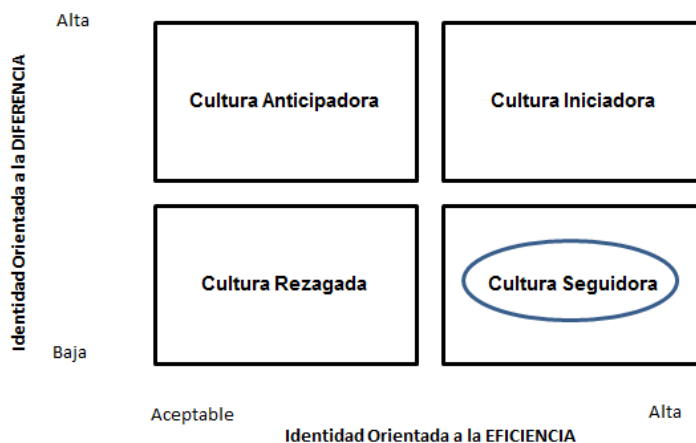 Alta
Identidad Orientada a la DIFERENCIA
Cultura Anticipadora
Cultura Iniciadora
Cultura Rezagada
Cultura Seguidora
Baja
Aceptable
Alta
Identidad Orientada a la EFICIENCIA